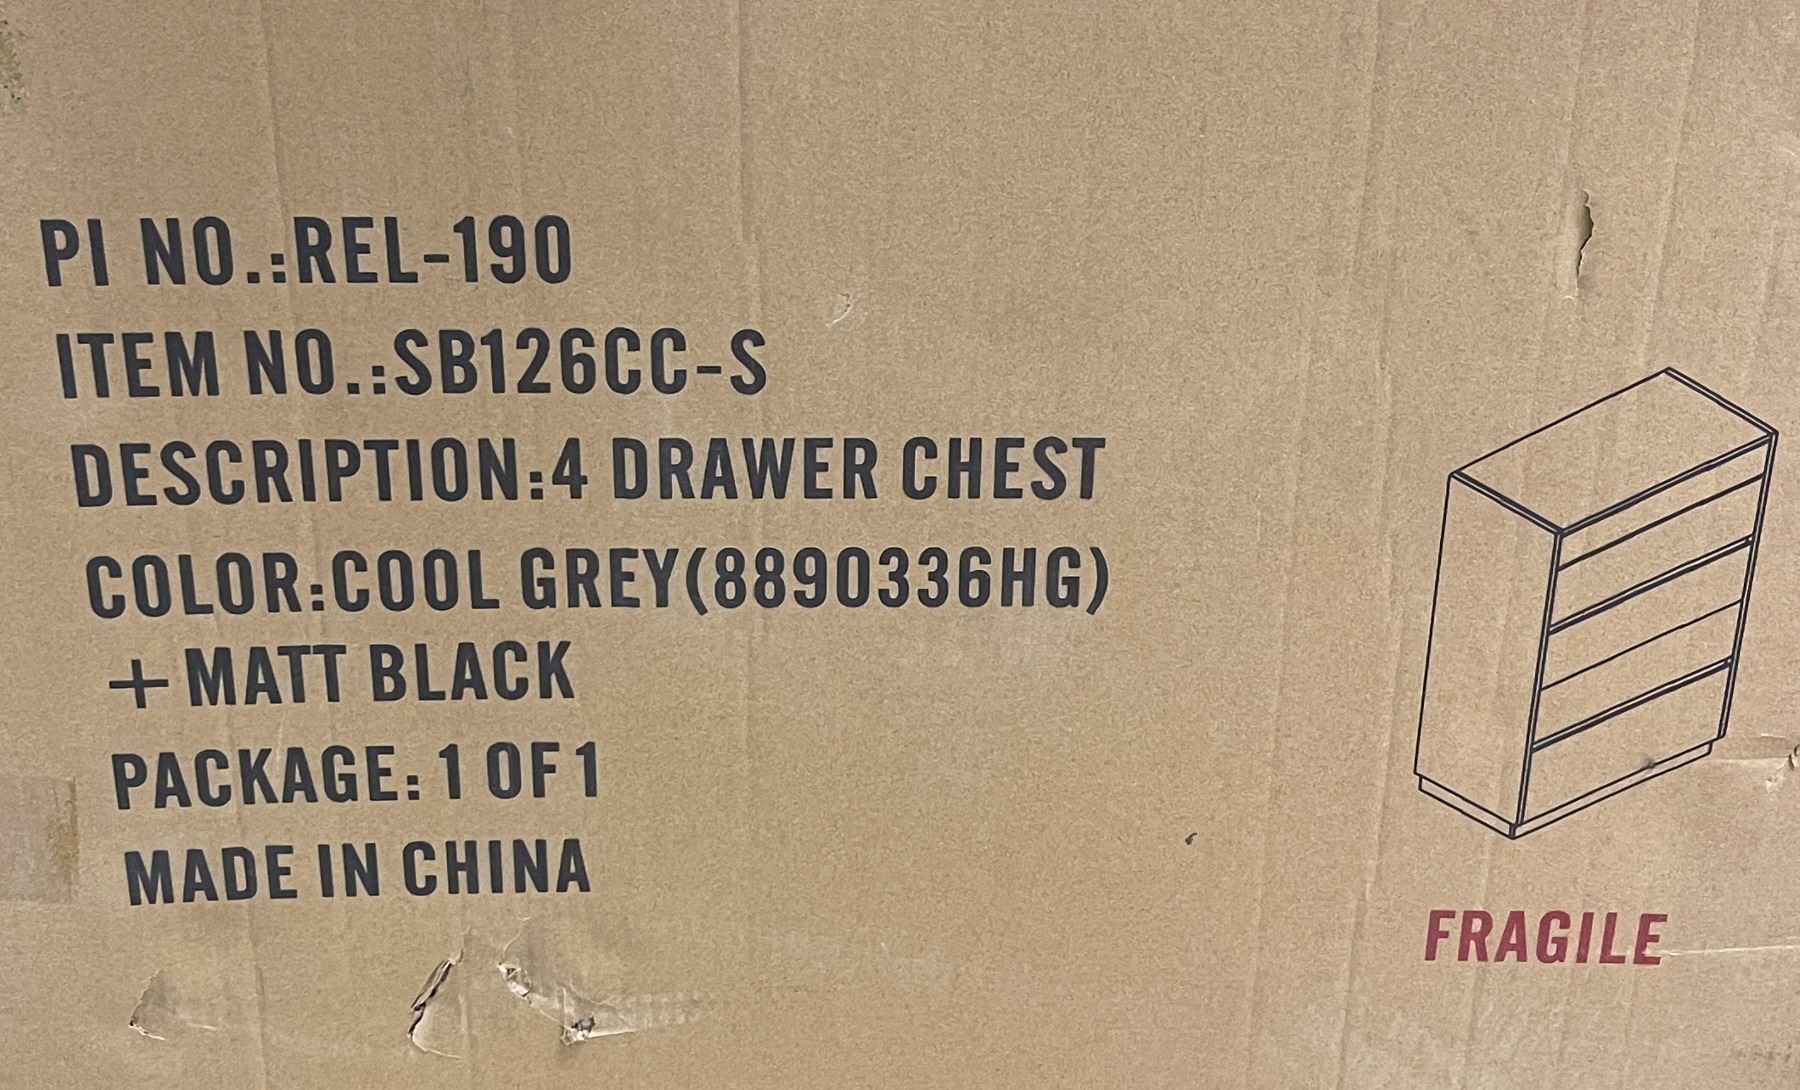 PI NO.:REL-190
ITEM NO.:SB126CC-S
DESCRIPTION:4 DRAWER CHEST
COLOR:COOL GREY(8890336HG)
+MATT BLACK
PACKAGE: 1 OF 1
MADE IN CHINA
FRAGILE